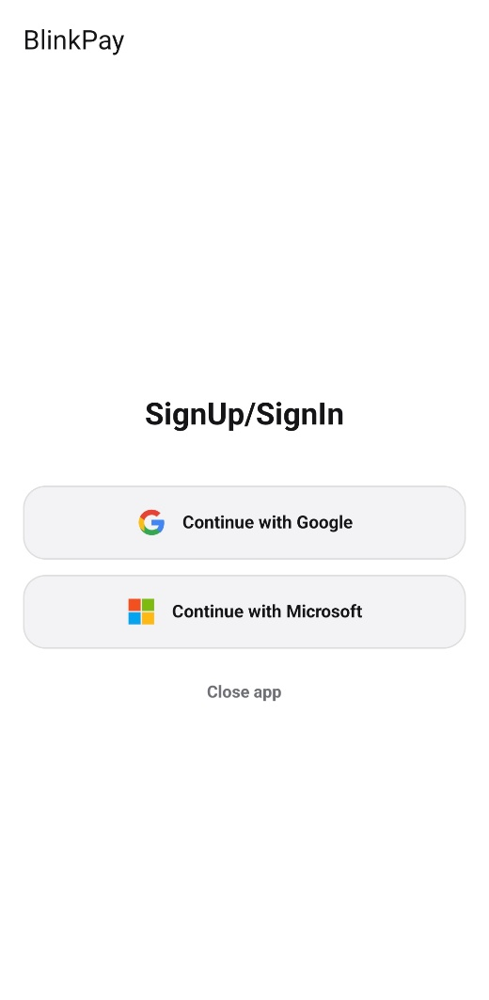 BlinkPay
SignUp/SignIn
Continue with Google
Continue with Microsoft
Close app